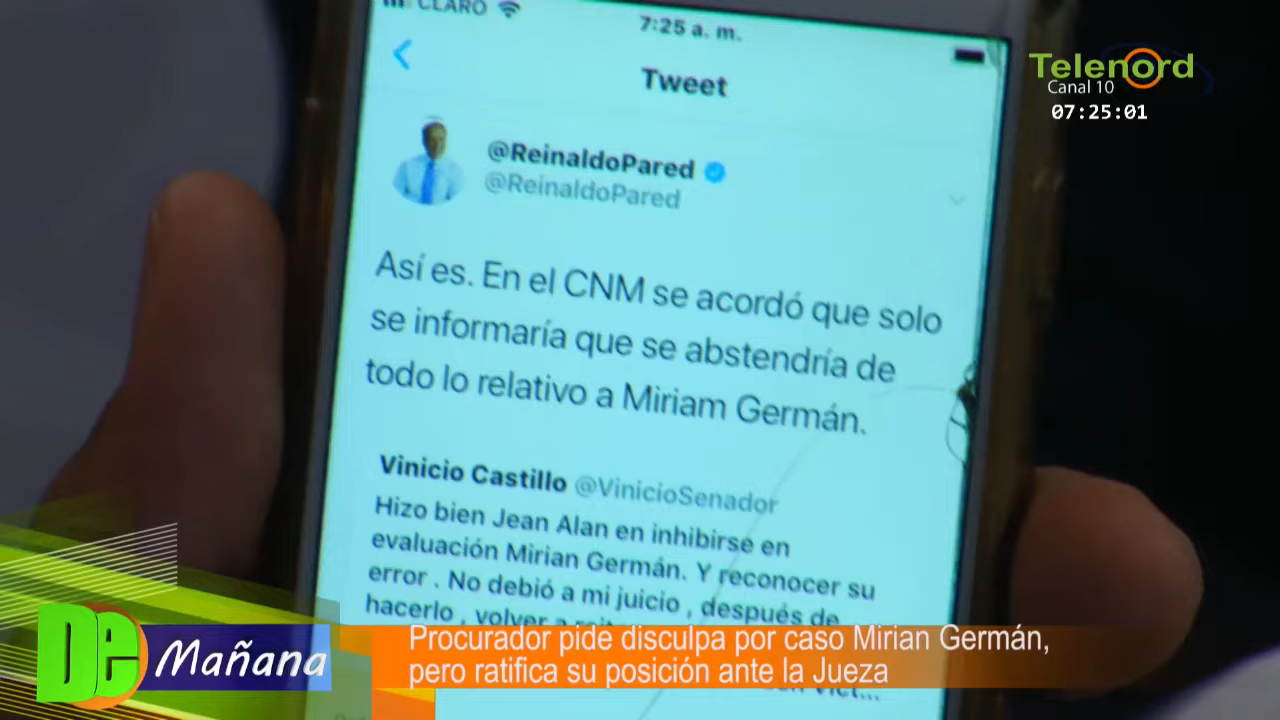 CLARO
7:25 a. m.
Tweet
@ReinaldoPared
@ReinaldoPared
Así es. En el CNM se acordó que solo
se informaría que se abstendría de
todo lo relativo a Miriam Germán.
Vinicio Castillo @VinicioSenador
Hizo bien Jean Alan en inhibirse en
evaluación Mirian Germán. Y reconocer su
error . No debió a mi juicio , después de
hacerlo , volver a
Telenord
Canal 10
07:25:01
De
Mañana
Procurador pide disculpa por caso Mirian Germán,
pero ratifica su posición ante la Jueza